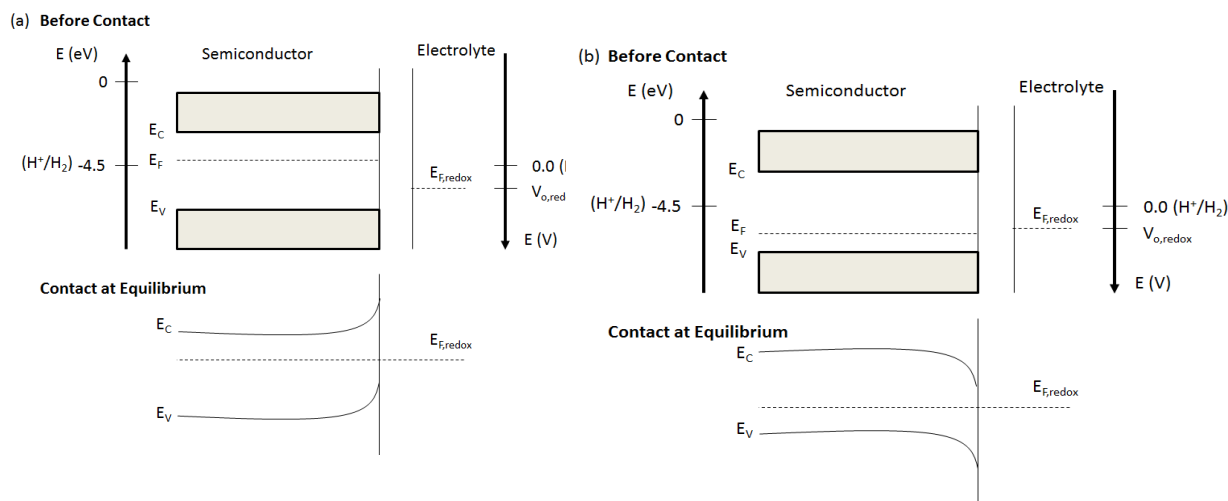 (a) Before Contact
E (eV)
Semiconductor
Electrolyte
0
E_C
(H⁺/H₂) -4.5
E_F
E_F,redox
0.0
E_V
E (V)
Contact at Equilibrium
E_C
E_F,redox
E_V
(b) Before Contact
E (eV)
Semiconductor
Electrolyte
0
E_C
(H⁺/H₂) -4.5
0.0 (H⁺/H₂)
E_F,redox
E_F
V_o,redox
E_V
E (V)
Contact at Equilibrium
E_C
E_F,redox
E_V